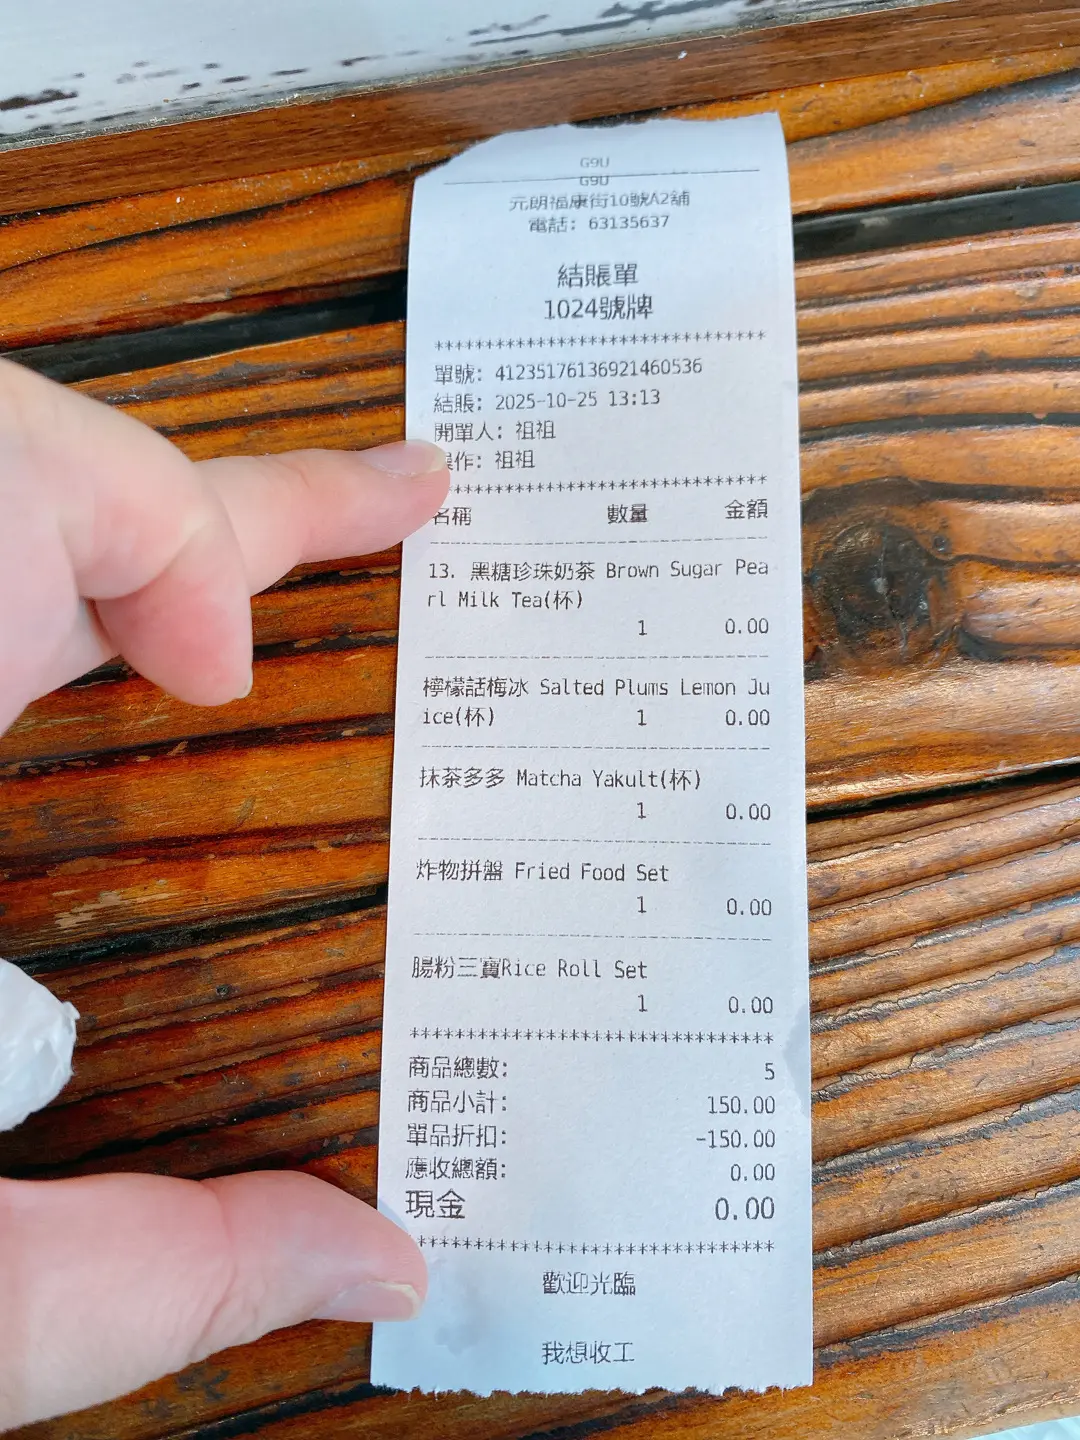 G9U
G9U
元朗福康街10號A2舖
電話: 63135637
結賬單
1024號牌
********************************
單號: 41235176136921460536
結賬: 2025-10-25 13:13
開單人: 祖祖
作: 祖祖
********************************
名稱 數量 金額
13. 黑糖珍珠奶茶 Brown Sugar Pea
rl Milk Tea(杯)
1 0.00
檸檬話梅冰 Salted Plums Lemon Ju
ice(杯) 1 0.00
抹茶多多 Matcha Yakult(杯)
1 0.00
炸物拼盤 Fried Food Set
1 0.00
腸粉三寶Rice Roll Set
1 0.00
********************************
商品總數: 5
商品小計: 150.00
單品折扣: -150.00
應收總額: 0.00
現金 0.00
********************************
歡迎光臨
我想收工